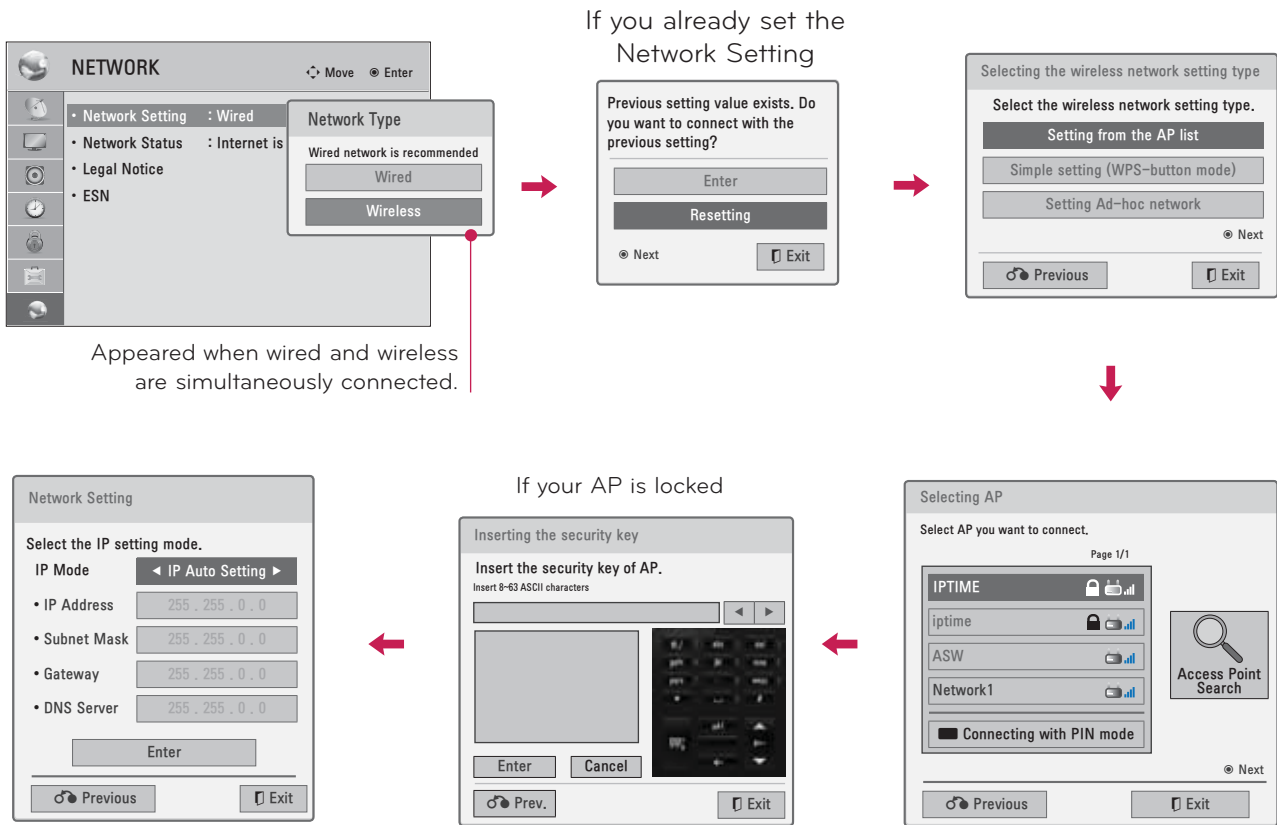 If you already set the
Network Setting
NETWORK
Move ◉ Enter
• Network Setting : Wired
• Network Status : Internet is
• Legal Notice
• ESN
Network Type
Wired network is recommended
Wired
Wireless
Appeared when wired and wireless
are simultaneously connected.
Previous setting value exists. Do
you want to connect with the
previous setting?
Enter
Resetting
◉ Next
Exit
Selecting the wireless network setting type
Select the wireless network setting type.
Setting from the AP list
Simple setting (WPS-button mode)
Setting Ad-hoc network
◉ Next
Previous
Exit
Selecting AP
Select AP you want to connect.
Page 1/1
IPTIME
iptime
ASW
Network1
Connecting with PIN mode
Access Point
Search
◉ Next
Previous
Exit
If your AP is locked
Inserting the security key
Insert the security key of AP.
Insert 8~63 ASCII characters
◄ ►
Enter
Cancel
Prev.
Exit
Network Setting
Select the IP setting mode.
IP Mode ◄ IP Auto Setting ►
• IP Address 255 . 255 . 0 . 0
• Subnet Mask 255 . 255 . 0 . 0
• Gateway 255 . 255 . 0 . 0
• DNS Server 255 . 255 . 0 . 0
Enter
Previous
Exit